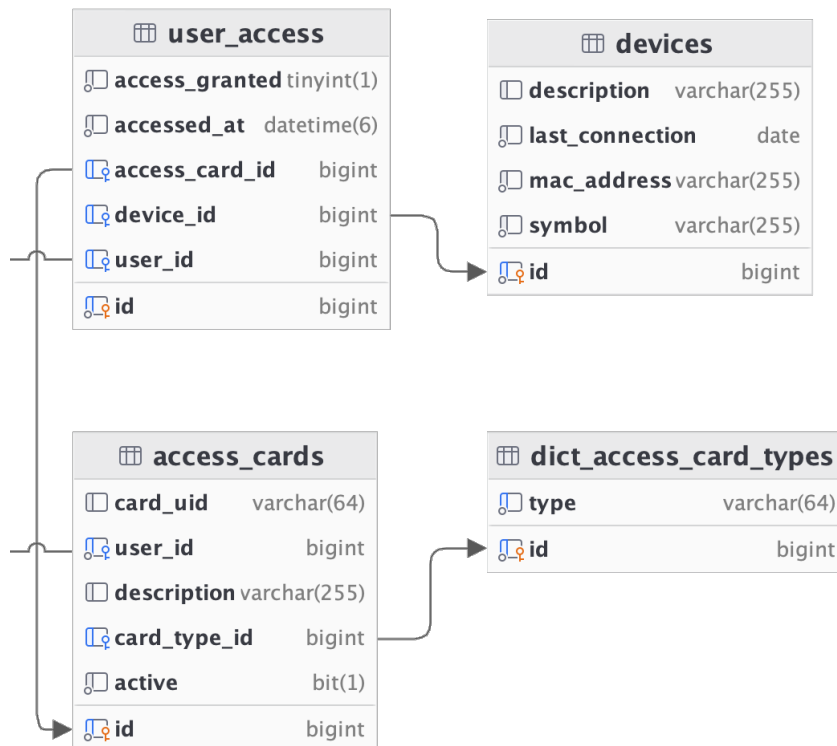 user_access
access_granted tinyint(1)
accessed_at datetime(6)
access_card_id bigint
device_id bigint
user_id bigint
id bigint
devices
description varchar(255)
last_connection date
mac_address varchar(255)
symbol varchar(255)
id bigint
access_cards
card_uid varchar(64)
user_id bigint
description varchar(255)
card_type_id bigint
active bit(1)
id bigint
dict_access_card_types
type varchar(64)
id bigint